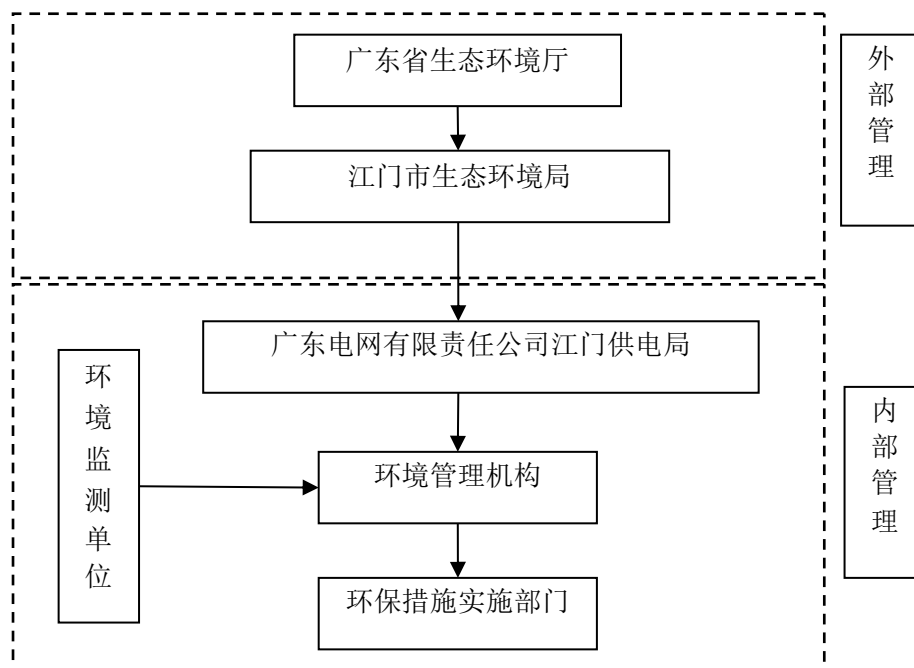 广东省生态环境厅
江门市生态环境局
外部管理
广东电网有限责任公司江门供电局
环境监测单位
环境管理机构
内部管理
环保措施实施部门